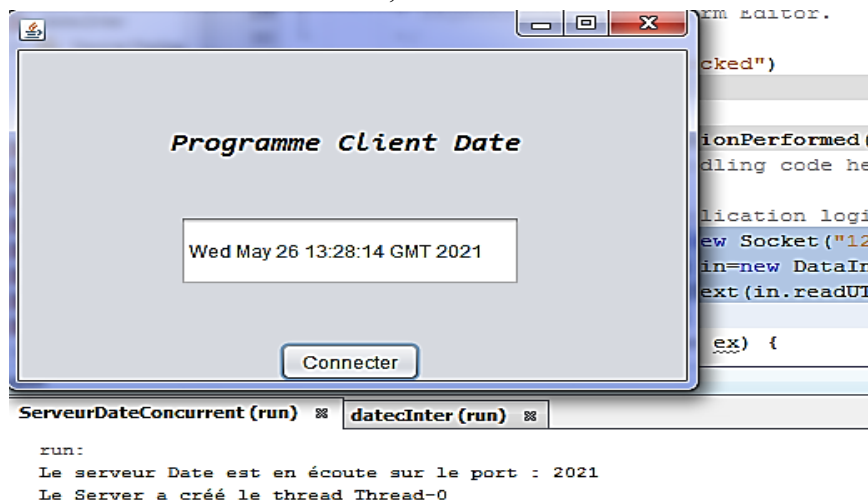 rm Editor.
cked")
Programme Client Date
ionPerformed(
dling code he
lication logi
Wed May 26 13:28:14 GMT 2021
ew Socket("12
in=new DataIn
ext(in.readUT
ex) {
Connecter
ServeurDateConcurrent (run)
datecInter (run)
run:
Le serveur Date est en écoute sur le port : 2021
Le Server a créé le thread Thread-0